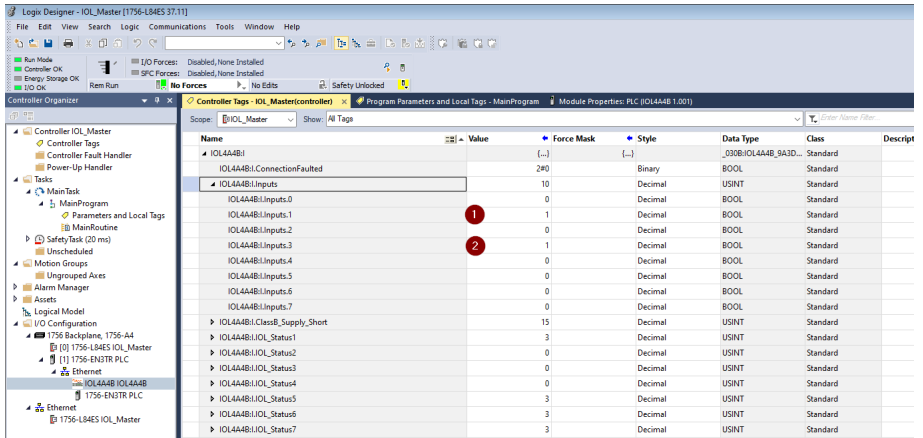 Logix Designer - IOL_Master [1756-L84ES 37.11]
File Edit View Search Logic Communications Tools Window Help
Run Mode
Controller OK
Energy Storage OK
I/O OK
Rem Run
I/O Forces: Disabled, None Installed
SFC Forces: Disabled, None Installed
No Forces No Edits Safety Unlocked
Controller Organizer
Controller IOL_Master
Controller Tags
Controller Fault Handler
Power-Up Handler
Tasks
MainTask
MainProgram
Parameters and Local Tags
MainRoutine
SafetyTask (20 ms)
Unscheduled
Motion Groups
Ungrouped Axes
Alarm Manager
Assets
Logical Model
I/O Configuration
1756 Backplane, 1756-A4
[0] 1756-L84ES IOL_Master
[1] 1756-EN3TR PLC
Ethernet
IOL4A4B IOL4A4B
1756-EN3TR PLC
Ethernet
1756-L84ES IOL_Master
Controller Tags - IOL_Master(controller) × Program Parameters and Local Tags - MainProgram Module Properties: PLC (IOL4A4B 1.001)
Scope: IOL_Master Show: All Tags Enter Name Filter...
Name Value Force Mask Style Data Type Class Descript
IOL4A4B:I {...} {...} _030B:IOL4A4B_9A3D... Standard
IOL4A4B:I.ConnectionFaulted 2#0 Binary BOOL Standard
IOL4A4B:I.Inputs 10 Decimal USINT Standard
IOL4A4B:I.Inputs.0 0 Decimal BOOL Standard
IOL4A4B:I.Inputs.1 1 1 Decimal BOOL Standard
IOL4A4B:I.Inputs.2 0 Decimal BOOL Standard
IOL4A4B:I.Inputs.3 2 1 Decimal BOOL Standard
IOL4A4B:I.Inputs.4 0 Decimal BOOL Standard
IOL4A4B:I.Inputs.5 0 Decimal BOOL Standard
IOL4A4B:I.Inputs.6 0 Decimal BOOL Standard
IOL4A4B:I.Inputs.7 0 Decimal BOOL Standard
IOL4A4B:I.ClassB_Supply_Short 15 Decimal USINT Standard
IOL4A4B:I.IOL_Status1 3 Decimal USINT Standard
IOL4A4B:I.IOL_Status2 0 Decimal USINT Standard
IOL4A4B:I.IOL_Status3 0 Decimal USINT Standard
IOL4A4B:I.IOL_Status4 0 Decimal USINT Standard
IOL4A4B:I.IOL_Status5 3 Decimal USINT Standard
IOL4A4B:I.IOL_Status6 3 Decimal USINT Standard
IOL4A4B:I.IOL_Status7 3 Decimal USINT Standard